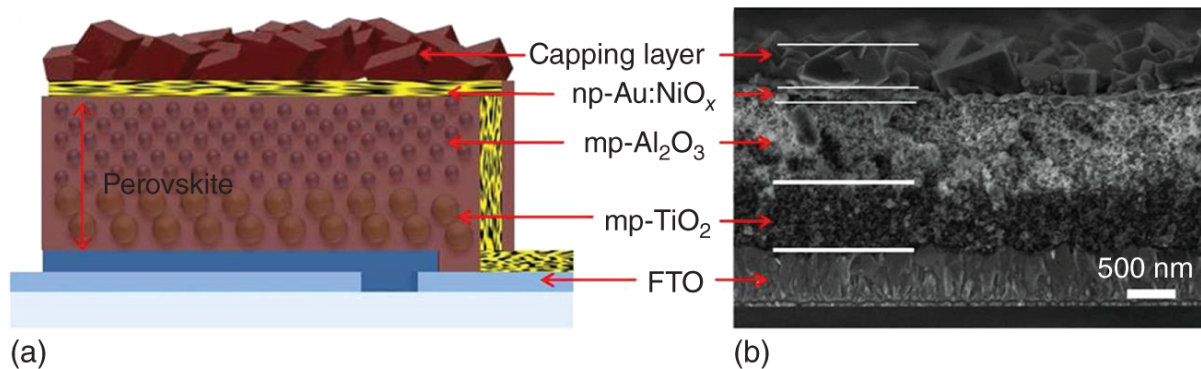 Capping layer
np-Au:NiOₓ
mp-Al₂O₃
Perovskite
mp-TiO₂
FTO
500 nm
(a)
(b)